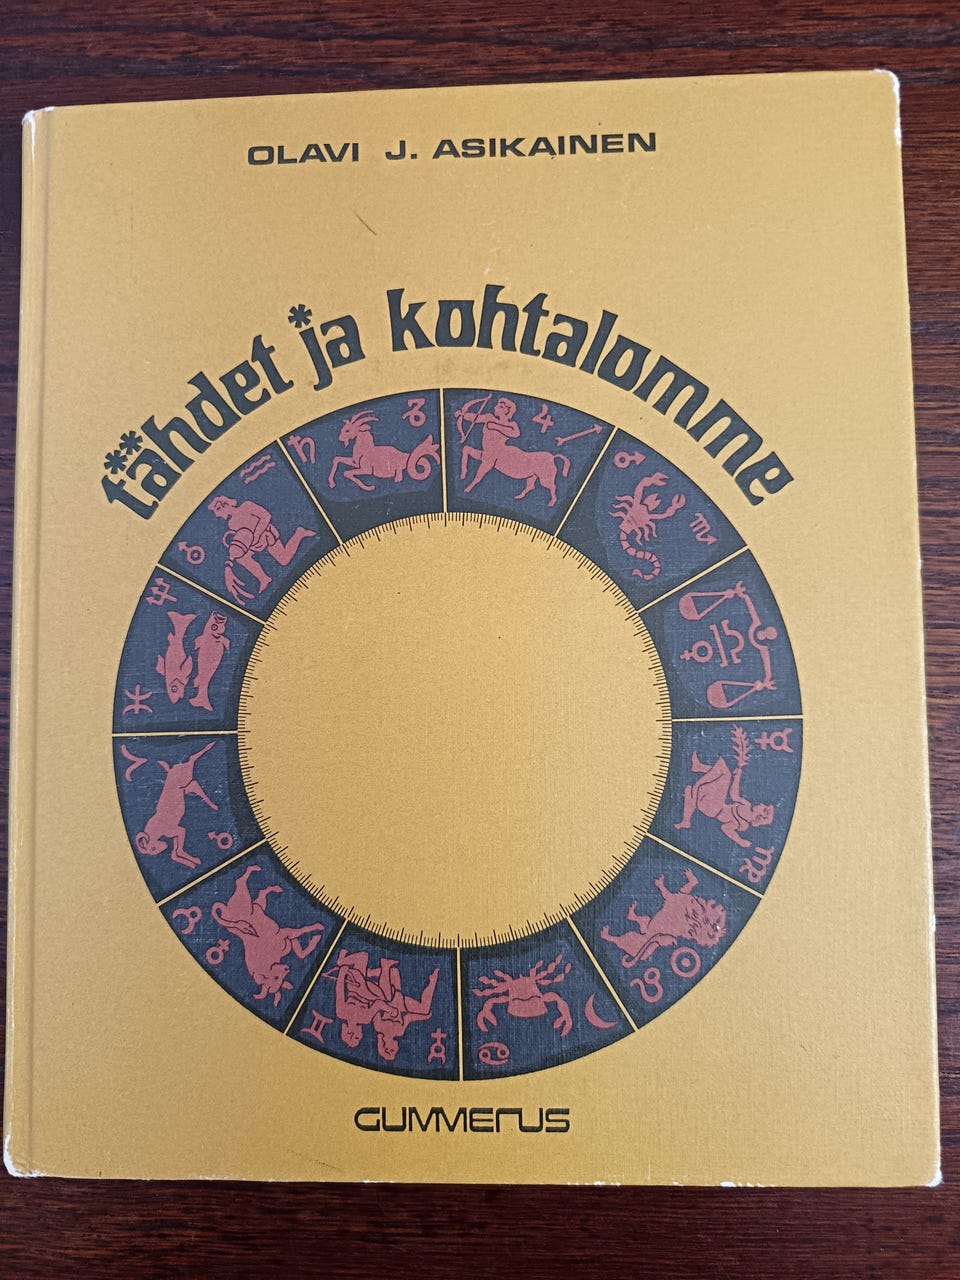 OLAVI J. ASIKAINEN
tähdet ja kohtalomme
GUMMERUS